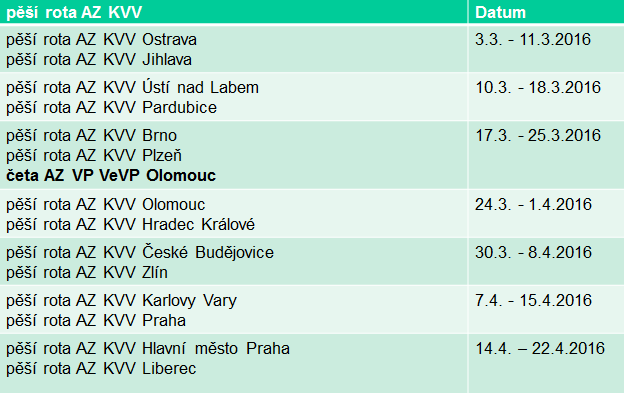 pěší rota AZ KVV
Datum
pěší rota AZ KVV Ostrava
pěší rota AZ KVV Jihlava
3.3. - 11.3.2016
pěší rota AZ KVV Ústí nad Labem
pěší rota AZ KVV Pardubice
10.3. - 18.3.2016
pěší rota AZ KVV Brno
pěší rota AZ KVV Plzeň
četa AZ VP VeVP Olomouc
17.3. - 25.3.2016
pěší rota AZ KVV Olomouc
pěší rota AZ KVV Hradec Králové
24.3. - 1.4.2016
pěší rota AZ KVV České Budějovice
pěší rota AZ KVV Zlín
30.3. - 8.4.2016
pěší rota AZ KVV Karlovy Vary
pěší rota AZ KVV Praha
7.4. - 15.4.2016
pěší rota AZ KVV Hlavní město Praha
pěší rota AZ KVV Liberec
14.4. – 22.4.2016